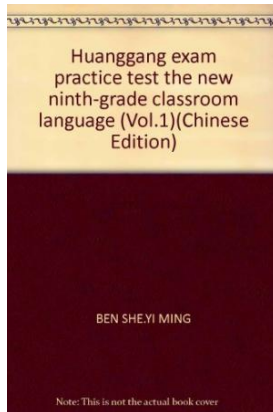 Huanggang exam
practice test the new
ninth-grade classroom
language (Vol.1)(Chinese
Edition)
BEN SHE.YI MING
Note: This is not the actual book cover